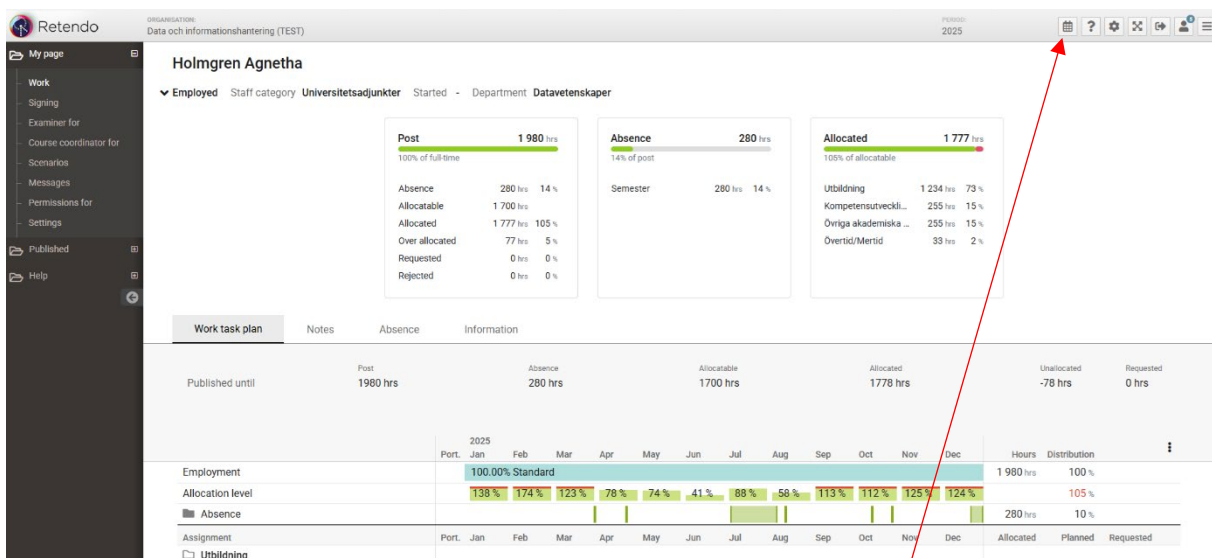 Retendo
ORGANISATION:
Data och informationshantering (TEST)
PERIOD:
2025
My page
Work
Signing
Examiner for
Course coordinator for
Scenarios
Messages
Permissions for
Settings
Published
Help
Holmgren Agnetha
Employed Staff category Universitetsadjunkter Started - Department Datavetenskaper
Post 1 980 hrs
100% of full-time
Absence 280 hrs 14 %
Allocatable 1 700 hrs
Allocated 1 777 hrs 105 %
Over allocated 77 hrs 5 %
Requested 0 hrs 0 %
Rejected 0 hrs 0 %
Absence 280 hrs
14% of post
Semester 280 hrs 14 %
Allocated 1 777 hrs
105% of allocatable
Utbildning 1 234 hrs 73 %
Kompetensutveckli... 255 hrs 15 %
Övriga akademiska ... 255 hrs 15 %
Övertid/Mertid 33 hrs 2 %
Work task plan Notes Absence Information
Post Absence Allocatable Allocated Unallocated Requested
Published until 1980 hrs 280 hrs 1700 hrs 1778 hrs -78 hrs 0 hrs
2025
Port. Jan Feb Mar Apr May Jun Jul Aug Sep Oct Nov Dec Hours Distribution
Employment 100.00% Standard 1 980 hrs 100 %
Allocation level 138 % 174 % 123 % 78 % 74 % 41 % 88 % 58 % 113 % 112 % 125 % 124 % 105 %
Absence 280 hrs 10 %
Assignment Port. Jan Feb Mar Apr May Jun Jul Aug Sep Oct Nov Dec Allocated Planned Requested
Utbildning